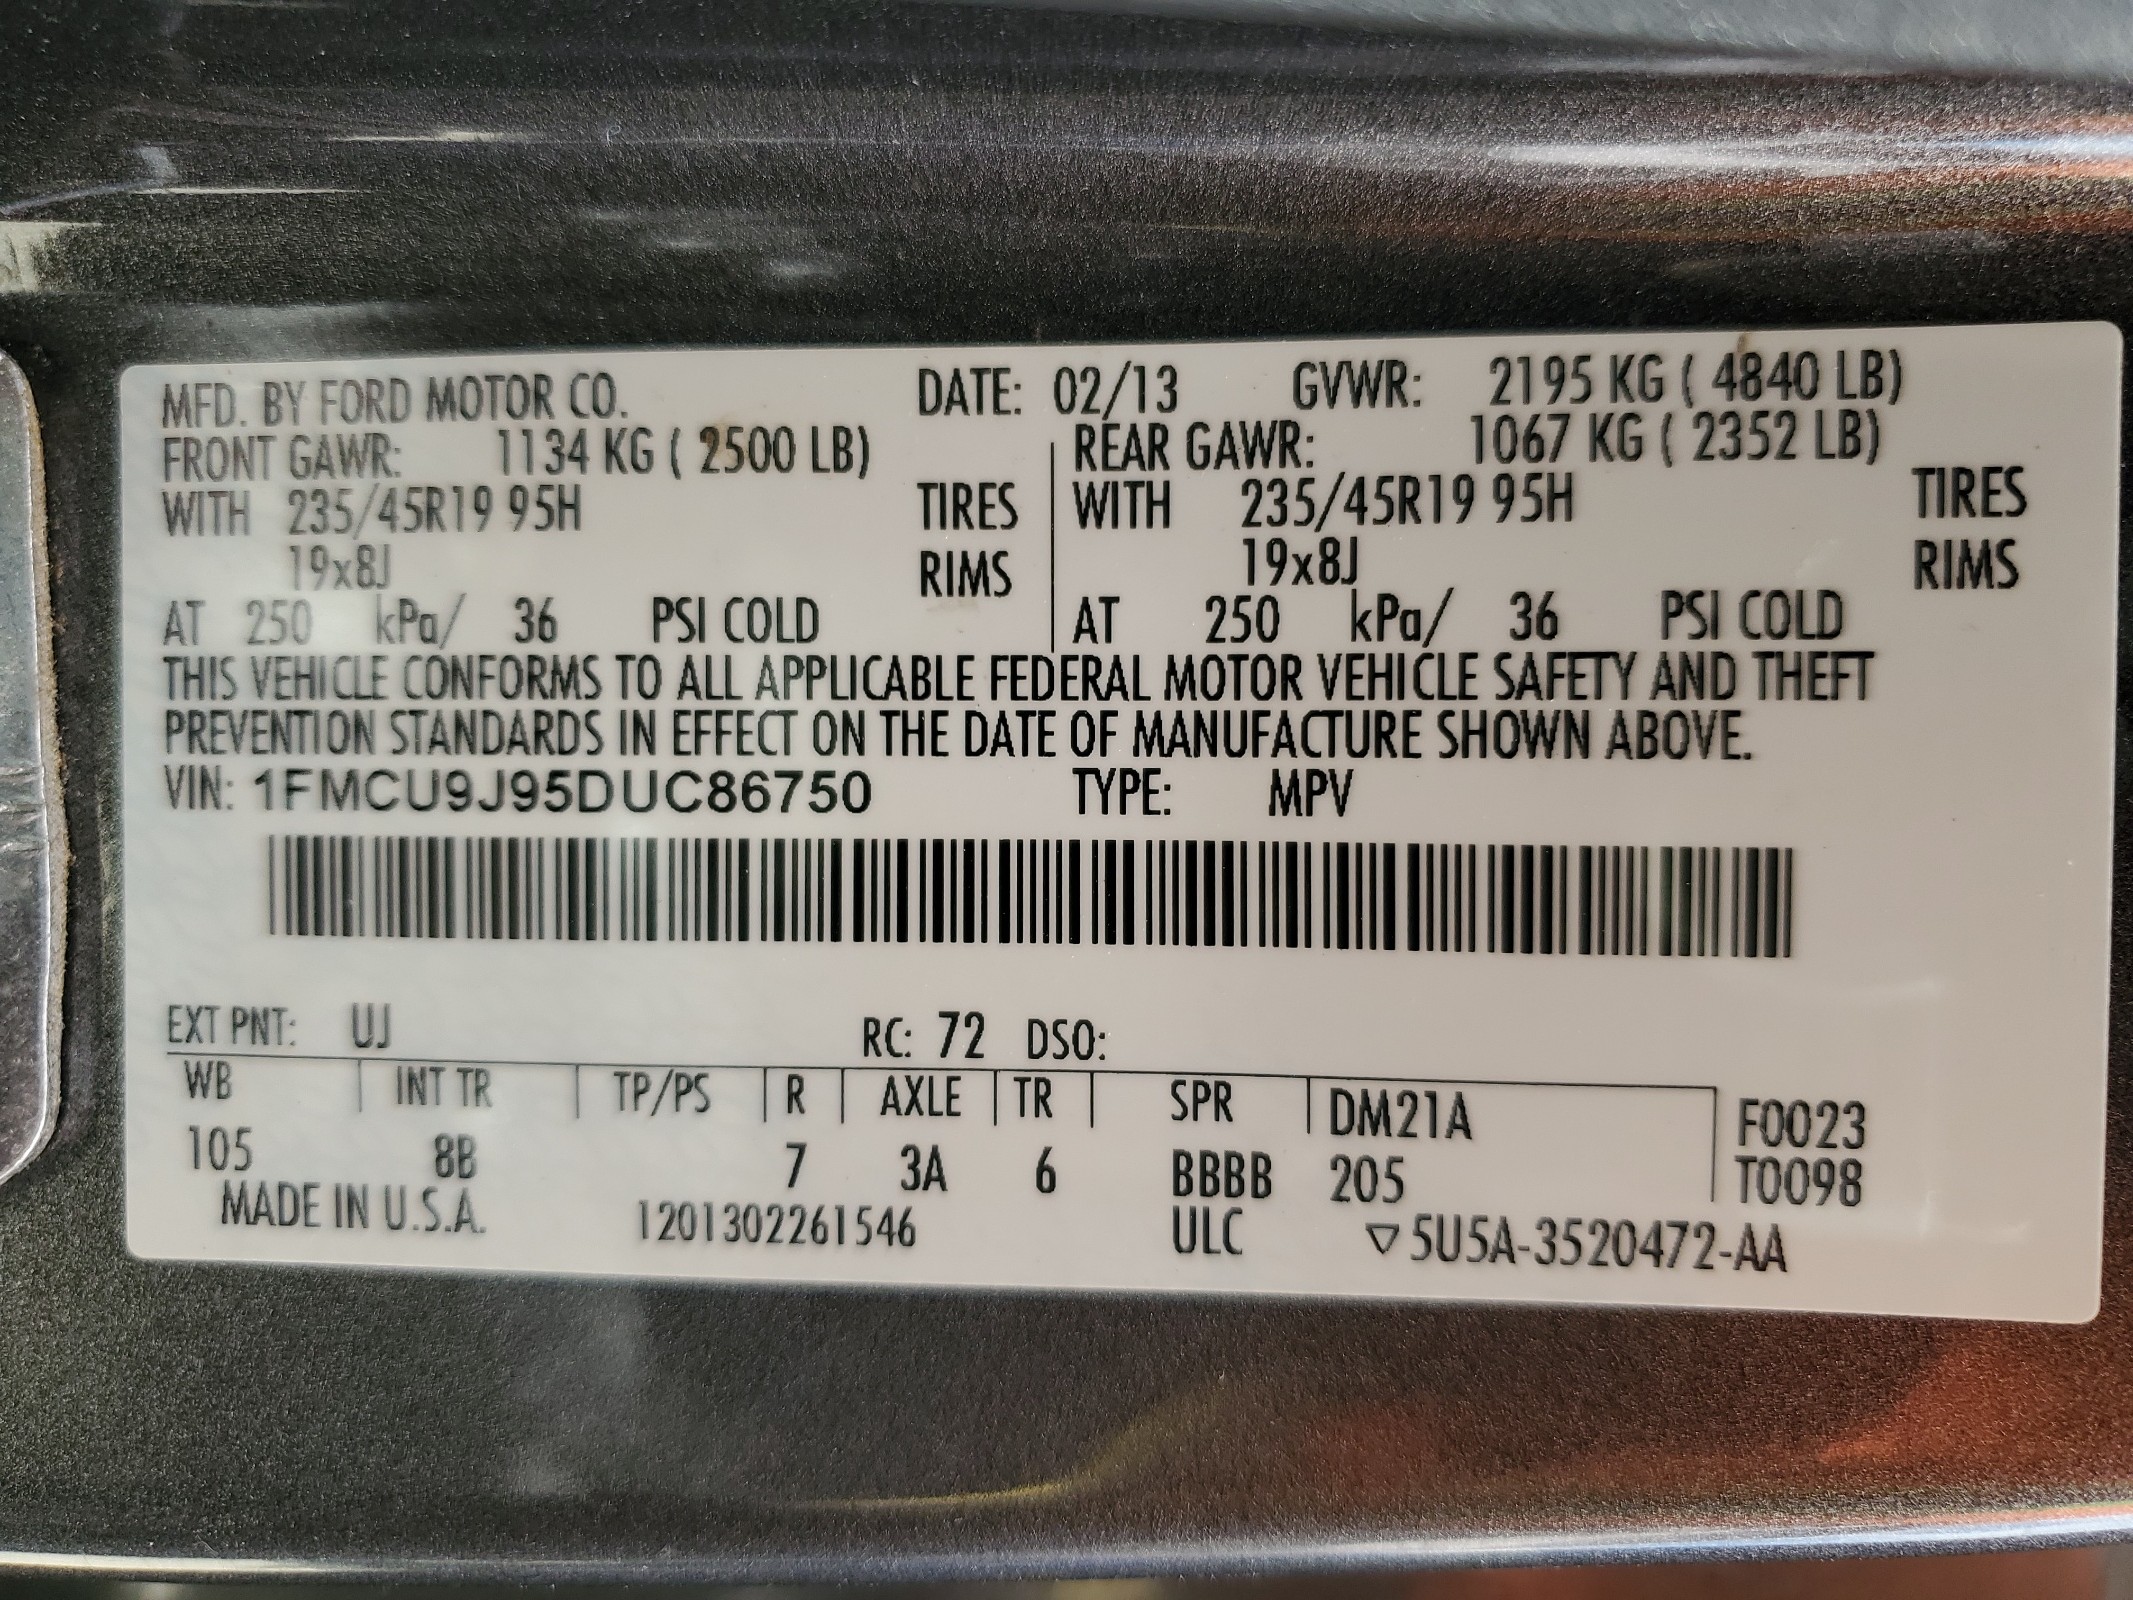 MFD. BY FORD MOTOR CO. DATE: 02/13 GVWR: 2195 KG ( 4840 LB)
FRONT GAWR: 1134 KG ( 2500 LB) REAR GAWR: 1067 KG ( 2352 LB)
WITH 235/45R19 95H TIRES WITH 235/45R19 95H TIRES
19x8J RIMS 19x8J RIMS
AT 250 kPa/ 36 PSI COLD AT 250 kPa/ 36 PSI COLD
THIS VEHICLE CONFORMS TO ALL APPLICABLE FEDERAL MOTOR VEHICLE SAFETY AND THEFT
PREVENTION STANDARDS IN EFFECT ON THE DATE OF MANUFACTURE SHOWN ABOVE.
VIN: 1FMCU9J95DUC86750 TYPE: MPV
EXT PNT: UJ RC: 72 DSO:
WB INT TR TP/PS R AXLE TR SPR DM21A F0023
105 8B 7 3A 6 BBBB 205 T0098
MADE IN U.S.A. 1201302261546 ULC ▽5U5A-3520472-AA